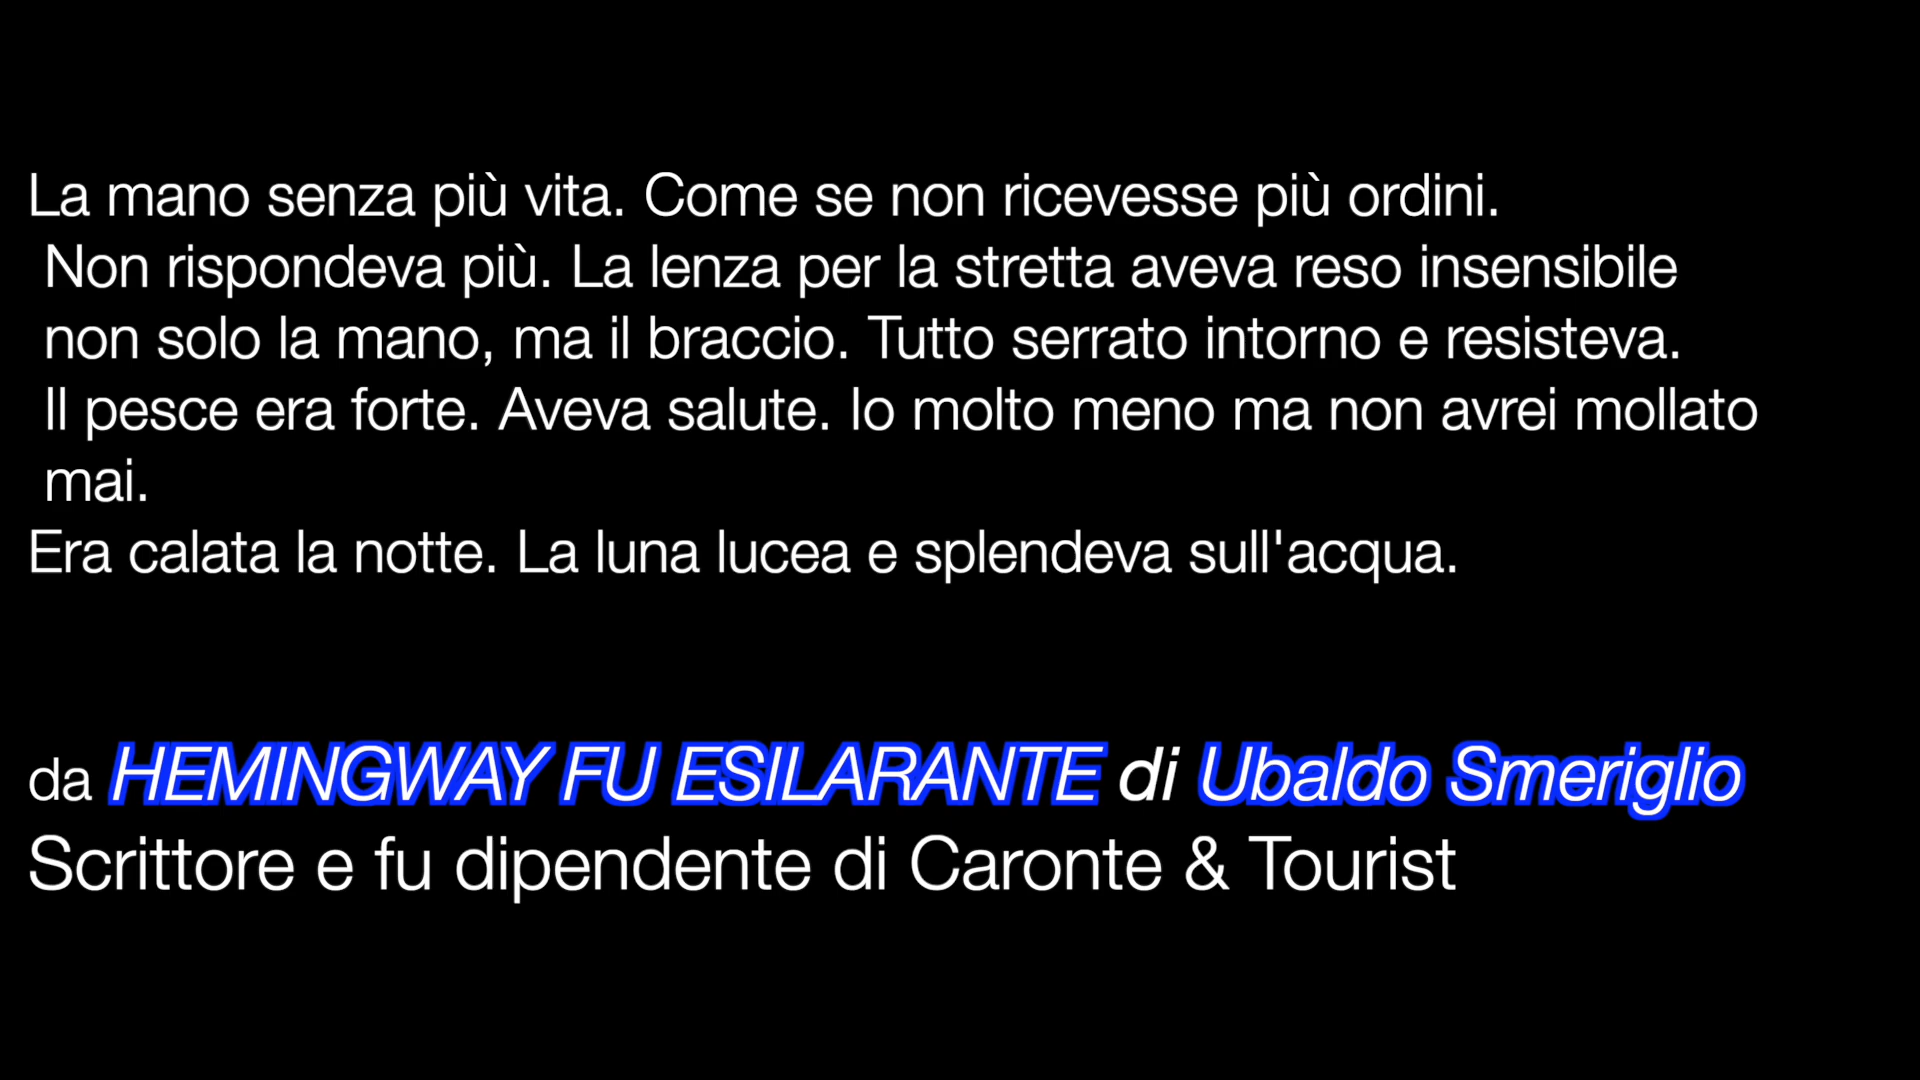 La mano senza più vita. Come se non ricevesse più ordini.
Non rispondeva più. La lenza per la stretta aveva reso insensibile
non solo la mano, ma il braccio. Tutto serrato intorno e resisteva.
Il pesce era forte. Aveva salute. Io molto meno ma non avrei mollato
mai.
Era calata la notte. La luna lucea e splendeva sull'acqua.
da HEMINGWAY FU ESILARANTE di Ubaldo Smeriglio
Scrittore e fu dipendente di Caronte & Tourist